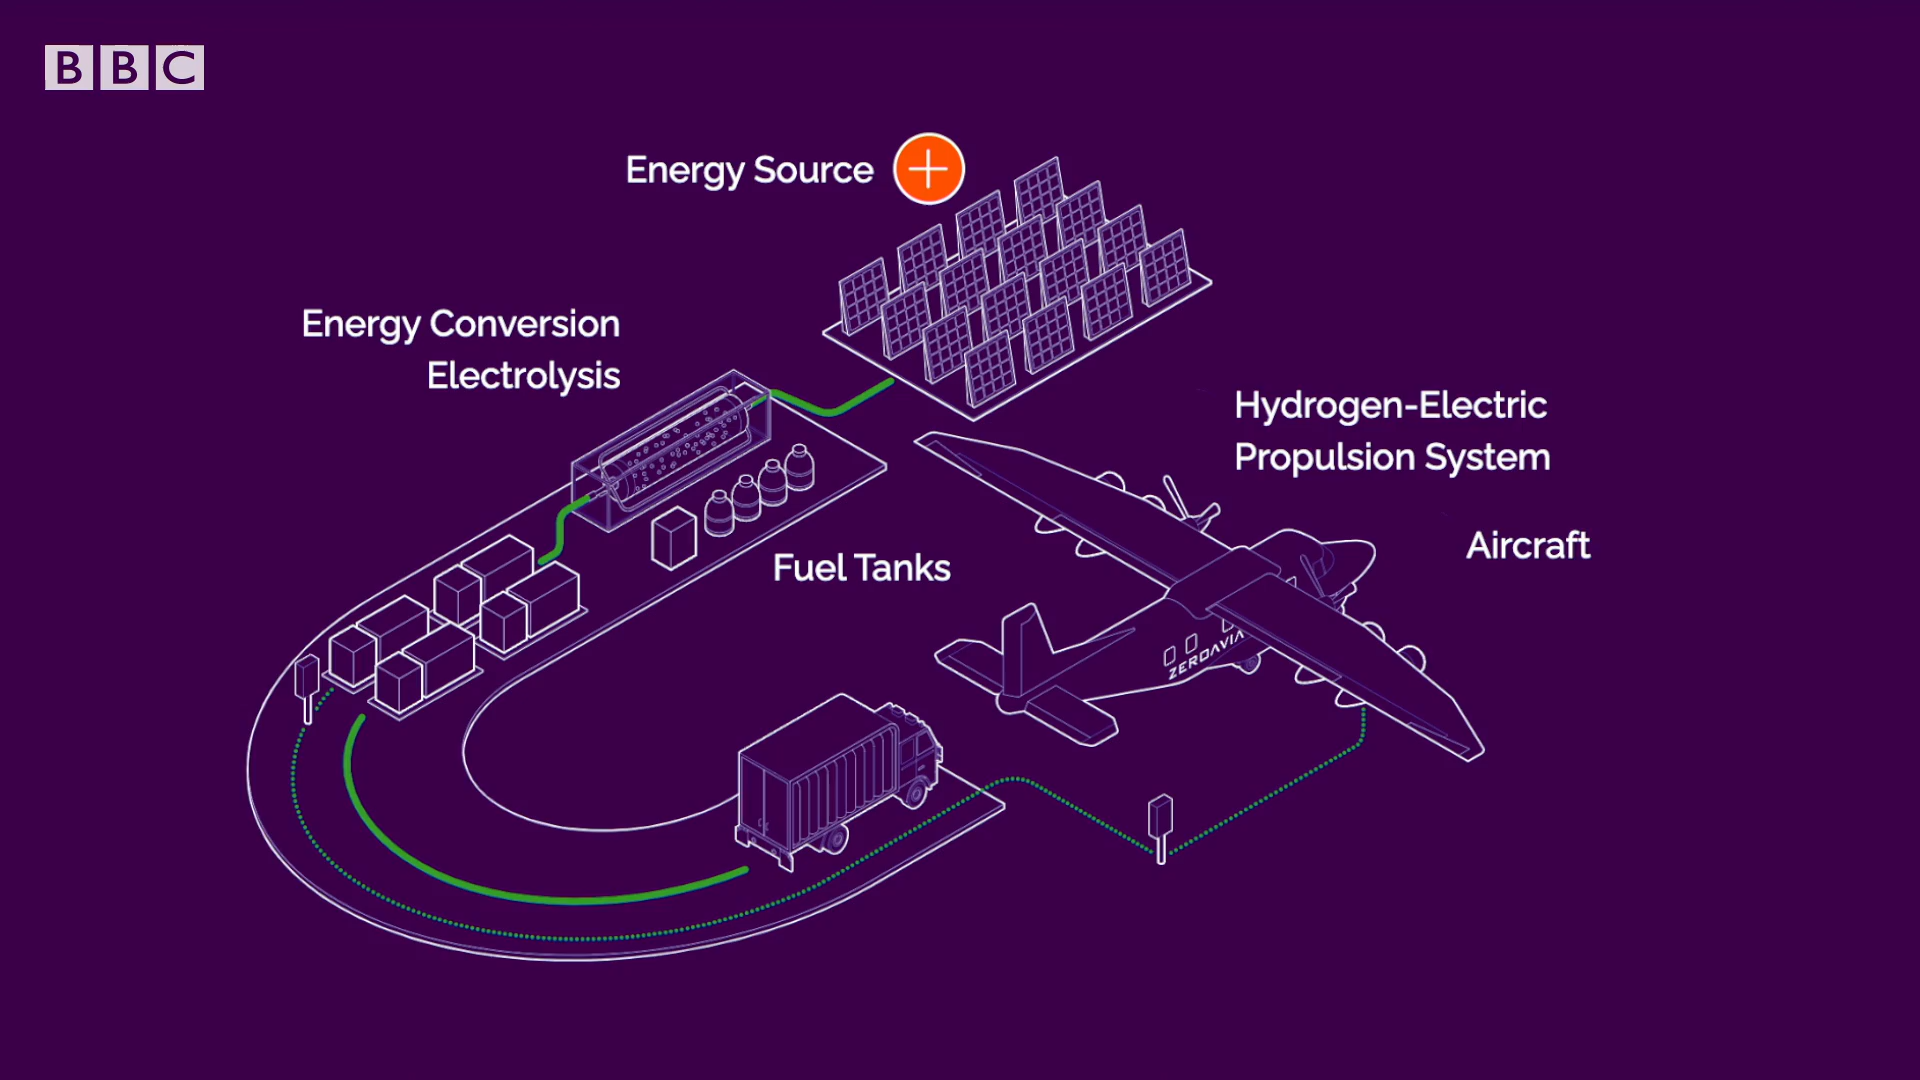 BBC
Energy Source
Energy Conversion
Electrolysis
Hydrogen-Electric
Propulsion System
Aircraft
Fuel Tanks
ZEROAVIA